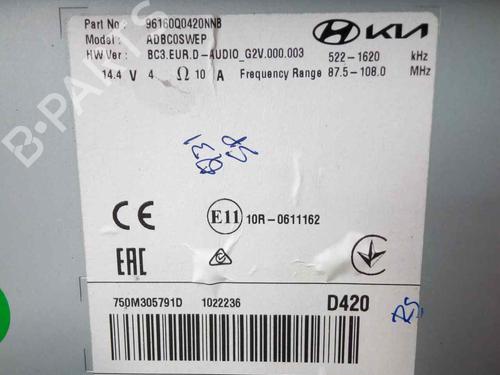 Part No : 96160Q0420NNB
Model : ADBC0SWEP
HW Ver : BC3.EUR.D-AUDIO_G2V.000.003
14.4 V 4 Ω 10 A
KIA
522-1620 kHz
Frequency Range 87.5-108.0 MHz
CE
E11 10R-0611162
EAC
750M305791D 1022236 D420
B-PARTS